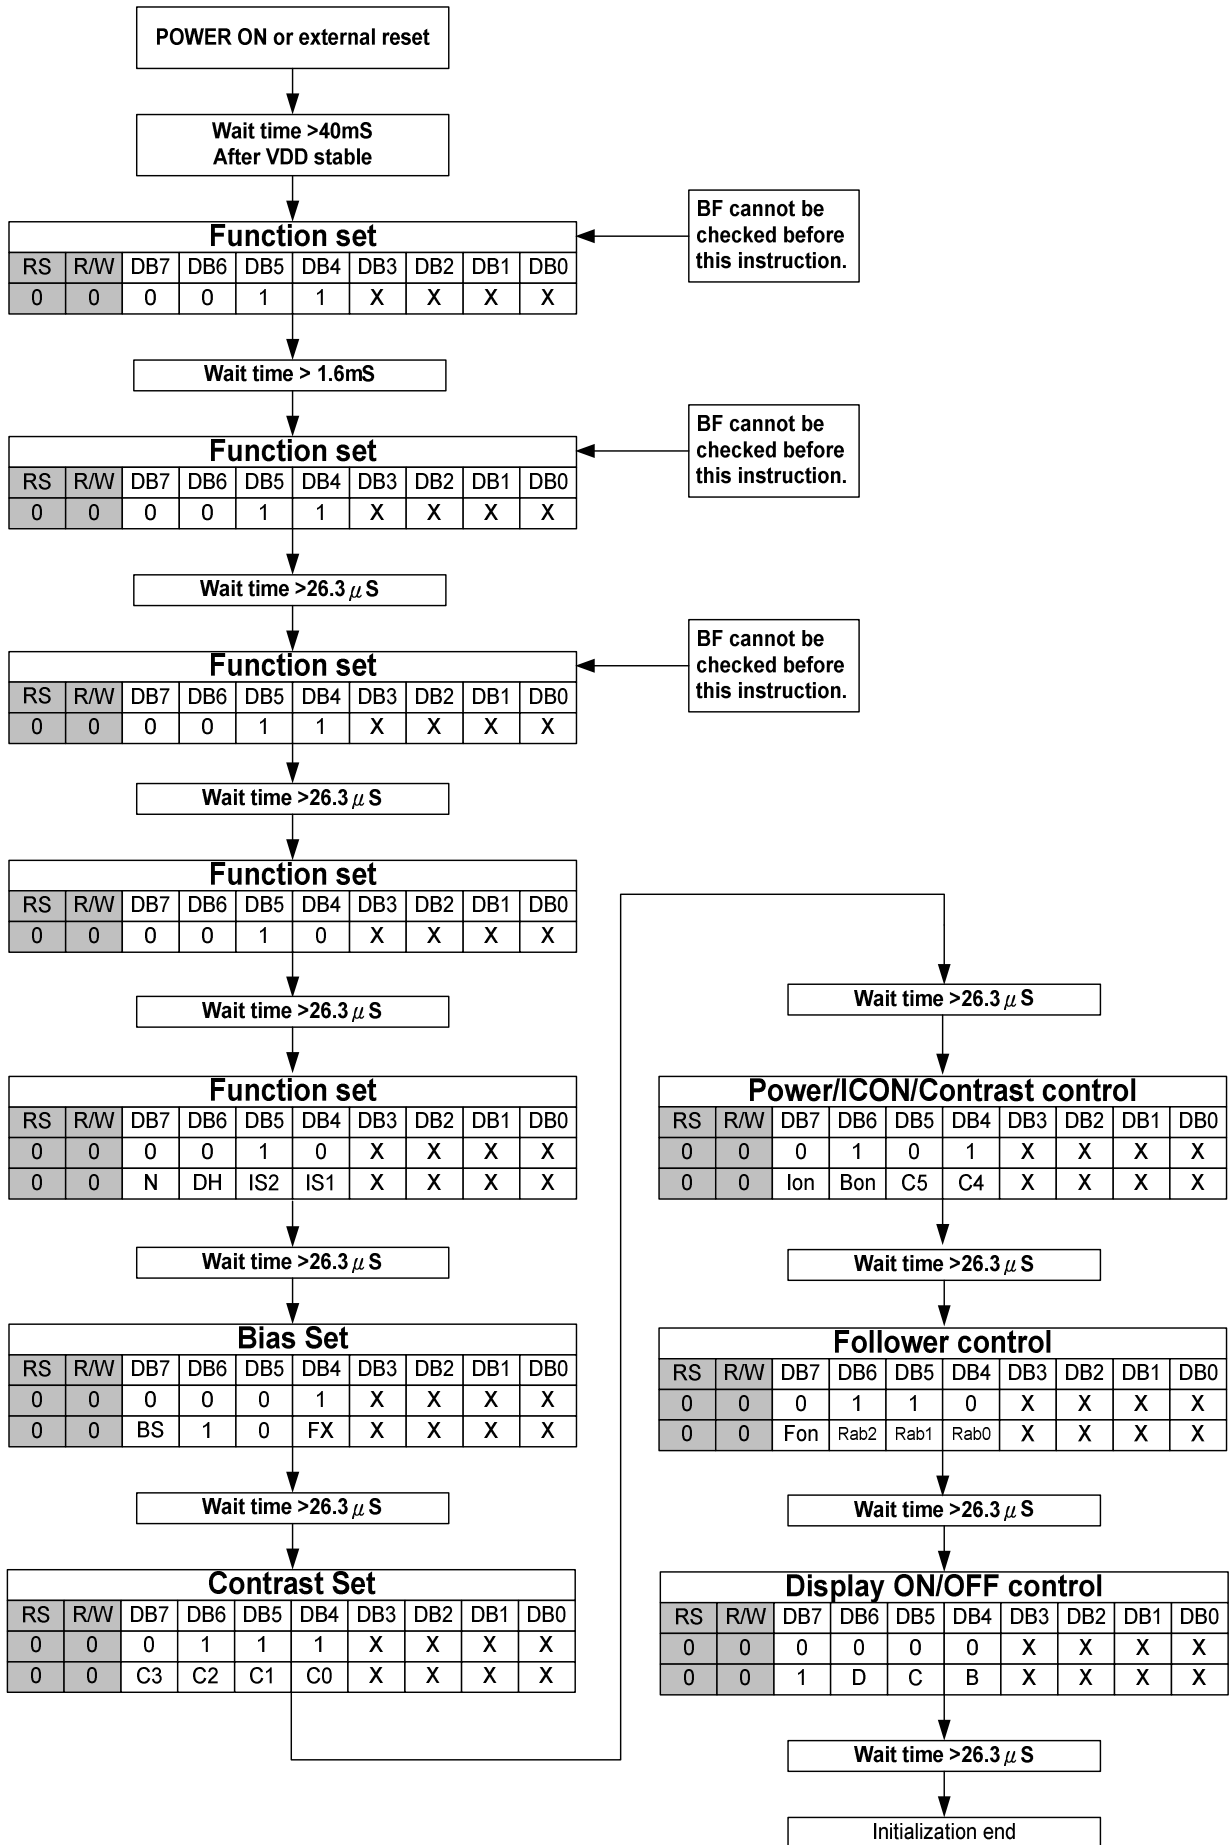 POWER ON or external reset
Wait time >40mS
After VDD stable
BF cannot be
checked before
this instruction.
Function set
RS R/W DB7 DB6 DB5 DB4 DB3 DB2 DB1 DB0
0 0 0 0 1 1 X X X X
Wait time > 1.6mS
BF cannot be
checked before
this instruction.
Function set
RS R/W DB7 DB6 DB5 DB4 DB3 DB2 DB1 DB0
0 0 0 0 1 1 X X X X
Wait time >26.3 μ S
BF cannot be
checked before
this instruction.
Function set
RS R/W DB7 DB6 DB5 DB4 DB3 DB2 DB1 DB0
0 0 0 0 1 1 X X X X
Wait time >26.3 μ S
Function set
RS R/W DB7 DB6 DB5 DB4 DB3 DB2 DB1 DB0
0 0 0 0 1 0 X X X X
Wait time >26.3 μ S
Function set
RS R/W DB7 DB6 DB5 DB4 DB3 DB2 DB1 DB0
0 0 0 0 1 0 X X X X
0 0 N DH IS2 IS1 X X X X
Wait time >26.3 μ S
Bias Set
RS R/W DB7 DB6 DB5 DB4 DB3 DB2 DB1 DB0
0 0 0 0 0 1 X X X X
0 0 BS 1 0 FX X X X X
Wait time >26.3 μ S
Contrast Set
RS R/W DB7 DB6 DB5 DB4 DB3 DB2 DB1 DB0
0 0 0 1 1 1 X X X X
0 0 C3 C2 C1 C0 X X X X
Wait time >26.3 μ S
Power/ICON/Contrast control
RS R/W DB7 DB6 DB5 DB4 DB3 DB2 DB1 DB0
0 0 0 1 0 1 X X X X
0 0 Ion Bon C5 C4 X X X X
Wait time >26.3 μ S
Follower control
RS R/W DB7 DB6 DB5 DB4 DB3 DB2 DB1 DB0
0 0 0 1 1 0 X X X X
0 0 Fon Rab2 Rab1 Rab0 X X X X
Wait time >26.3 μ S
Display ON/OFF control
RS R/W DB7 DB6 DB5 DB4 DB3 DB2 DB1 DB0
0 0 0 0 0 0 X X X X
0 0 1 D C B X X X X
Wait time >26.3 μ S
Initialization end